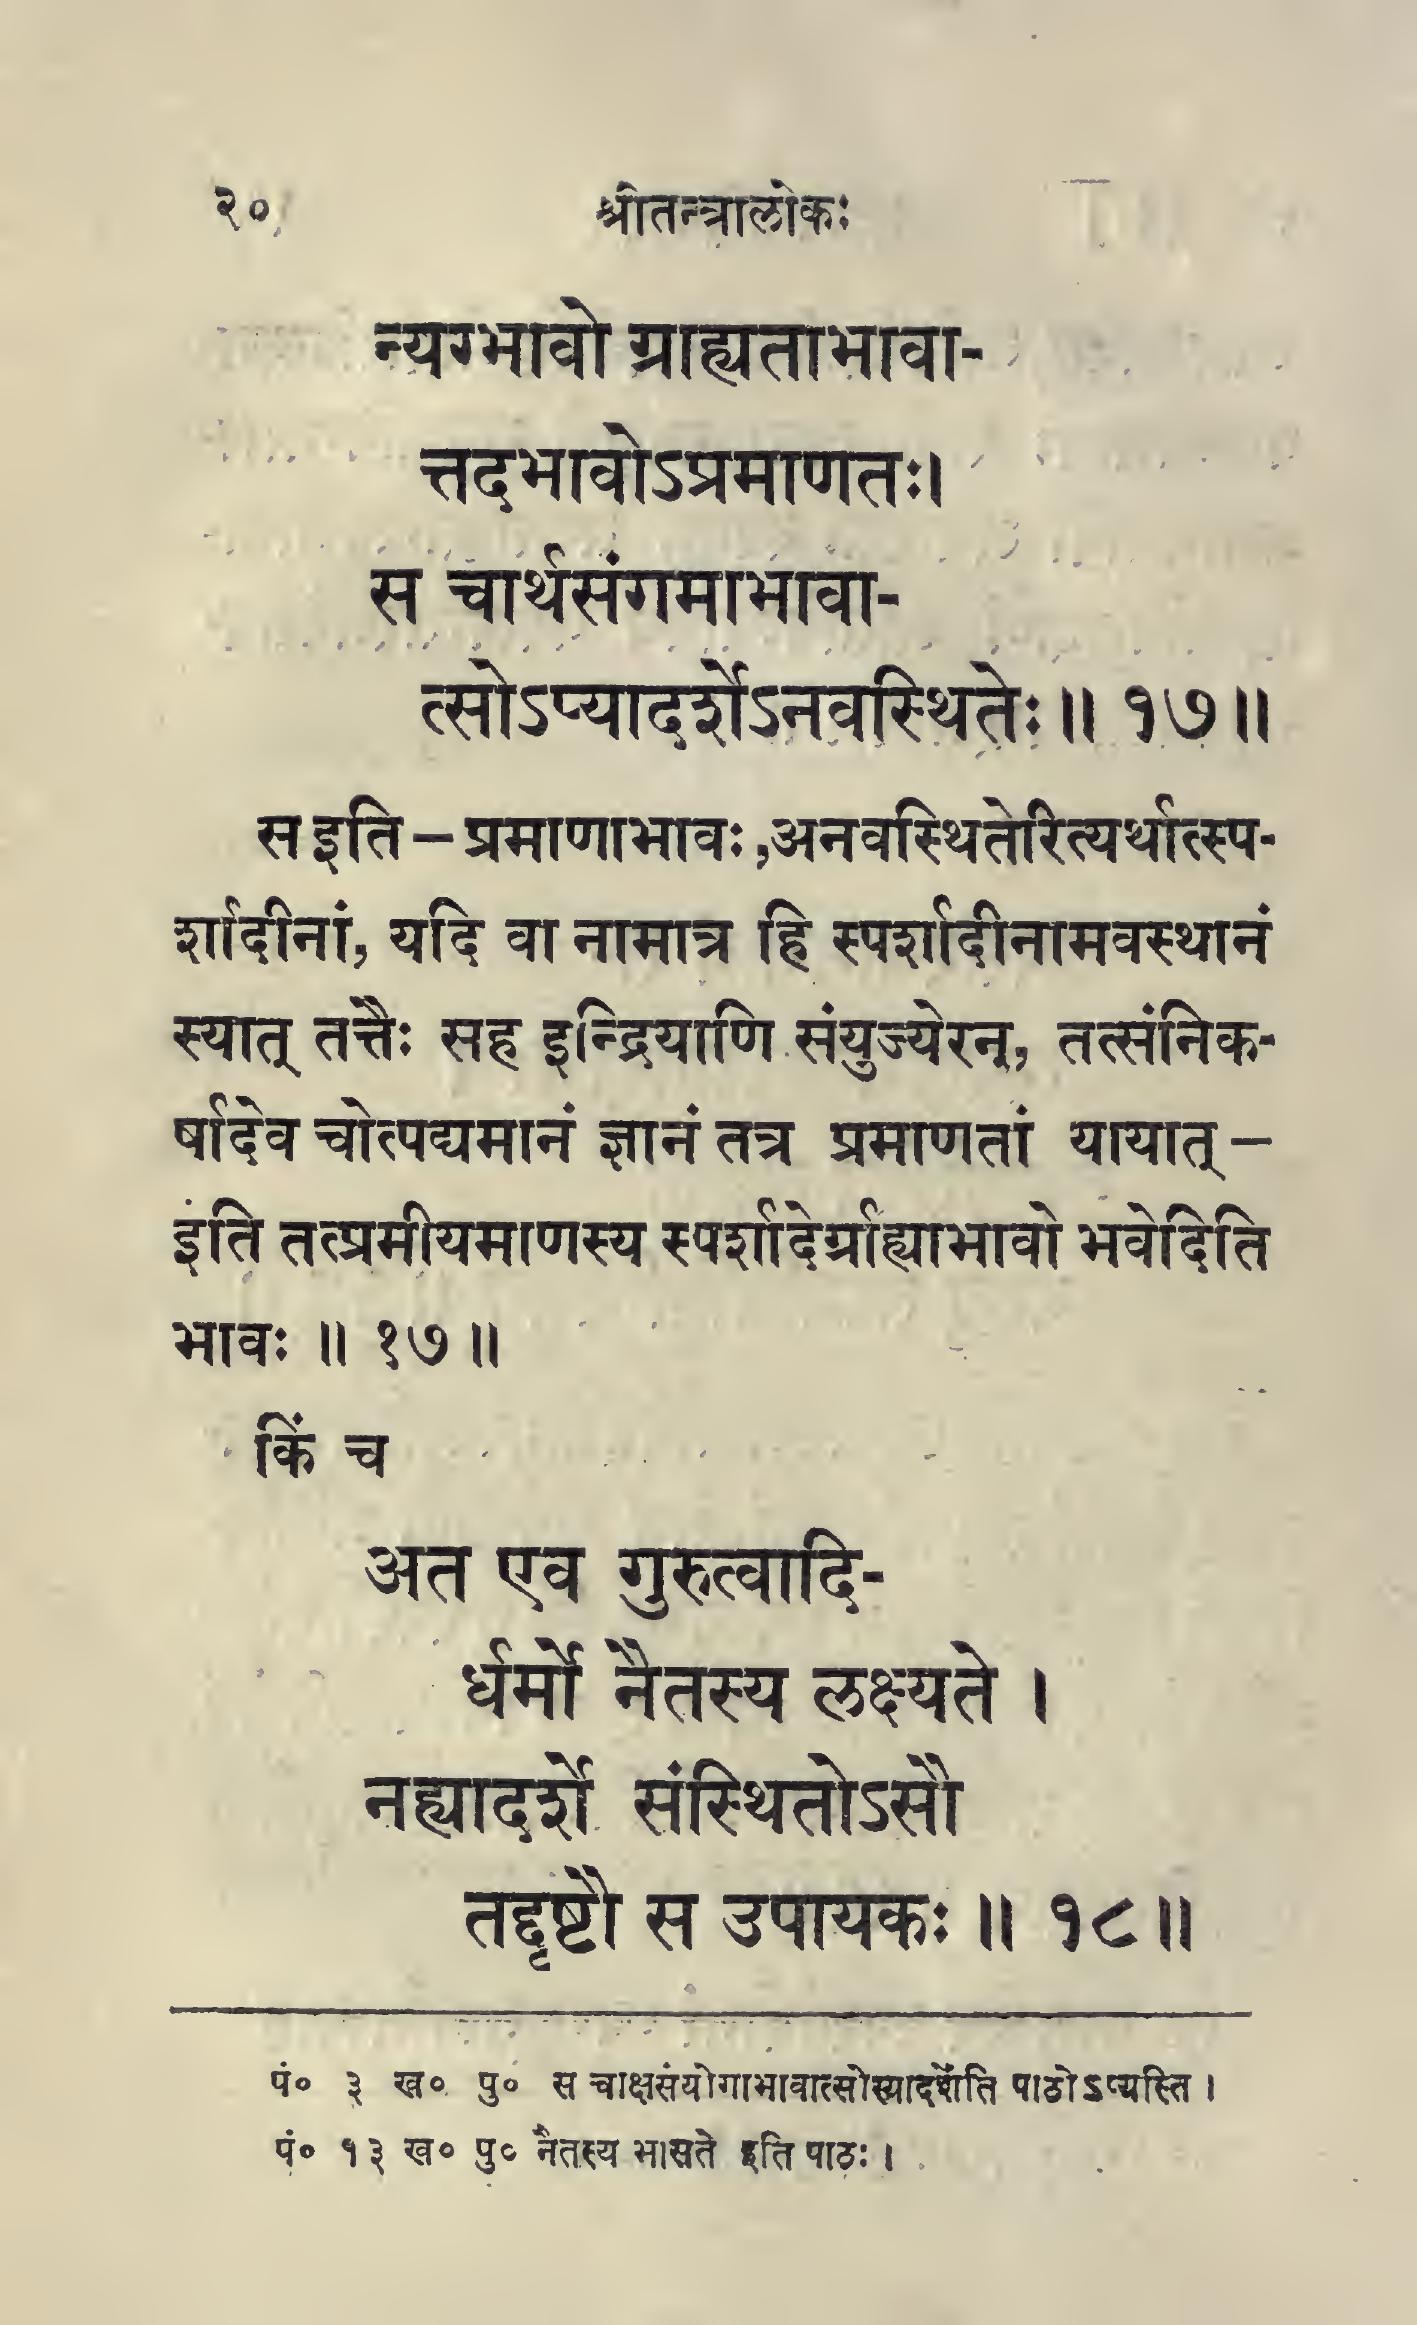 २० श्रीतन्त्रालोकः
न्यग्भावो ग्राह्यताभावा-
त्तदभावोऽप्रमाणतः।
स चार्थसंगमाभावा-
त्सोऽप्यादर्शेऽनवस्थितेः॥ १७॥
स इति – प्रमाणाभावः, अनवस्थितेरित्यर्थात्स्प-
र्शादीनां, यदि वा नामात्र हि स्पर्शादीनामवस्थानं
स्यात् तत्तैः सह इन्द्रियाणि संयुज्येरन्, तत्संनिक-
र्षादेव चोत्पद्यमानं ज्ञानं तत्र प्रमाणतां यायात् –
इति तत्प्रमीयमाणस्य स्पर्शादेर्ग्राह्याभावो भवेदिति
भावः ॥ १७ ॥
किं च
अत एव गुरुत्वादि-
र्धर्मो नैतस्य लक्ष्यते ।
नह्यादर्शे संस्थितोऽसौ
तद्दृष्टौ स उपायकः ॥ १८॥
पं० ३ ख० पु० स चाक्षसंयोगाभावात्सोस्यादर्शेति पाठोऽप्यस्ति ।
पं० १३ ख० पु० नैतस्य भासते इति पाठः ।